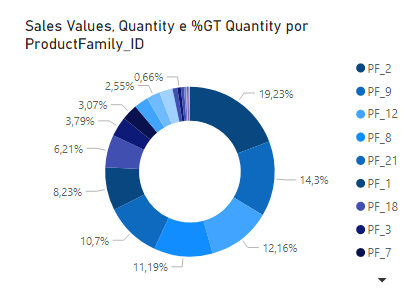 Sales Values, Quantity e %GT Quantity por
ProductFamily_ID
0,66%
2,55%
3,07%
3,79%
6,21%
8,23%
10,7%
11,19%
12,16%
14,3%
19,23%
PF_2
PF_9
PF_12
PF_8
PF_21
PF_1
PF_18
PF_3
PF_7